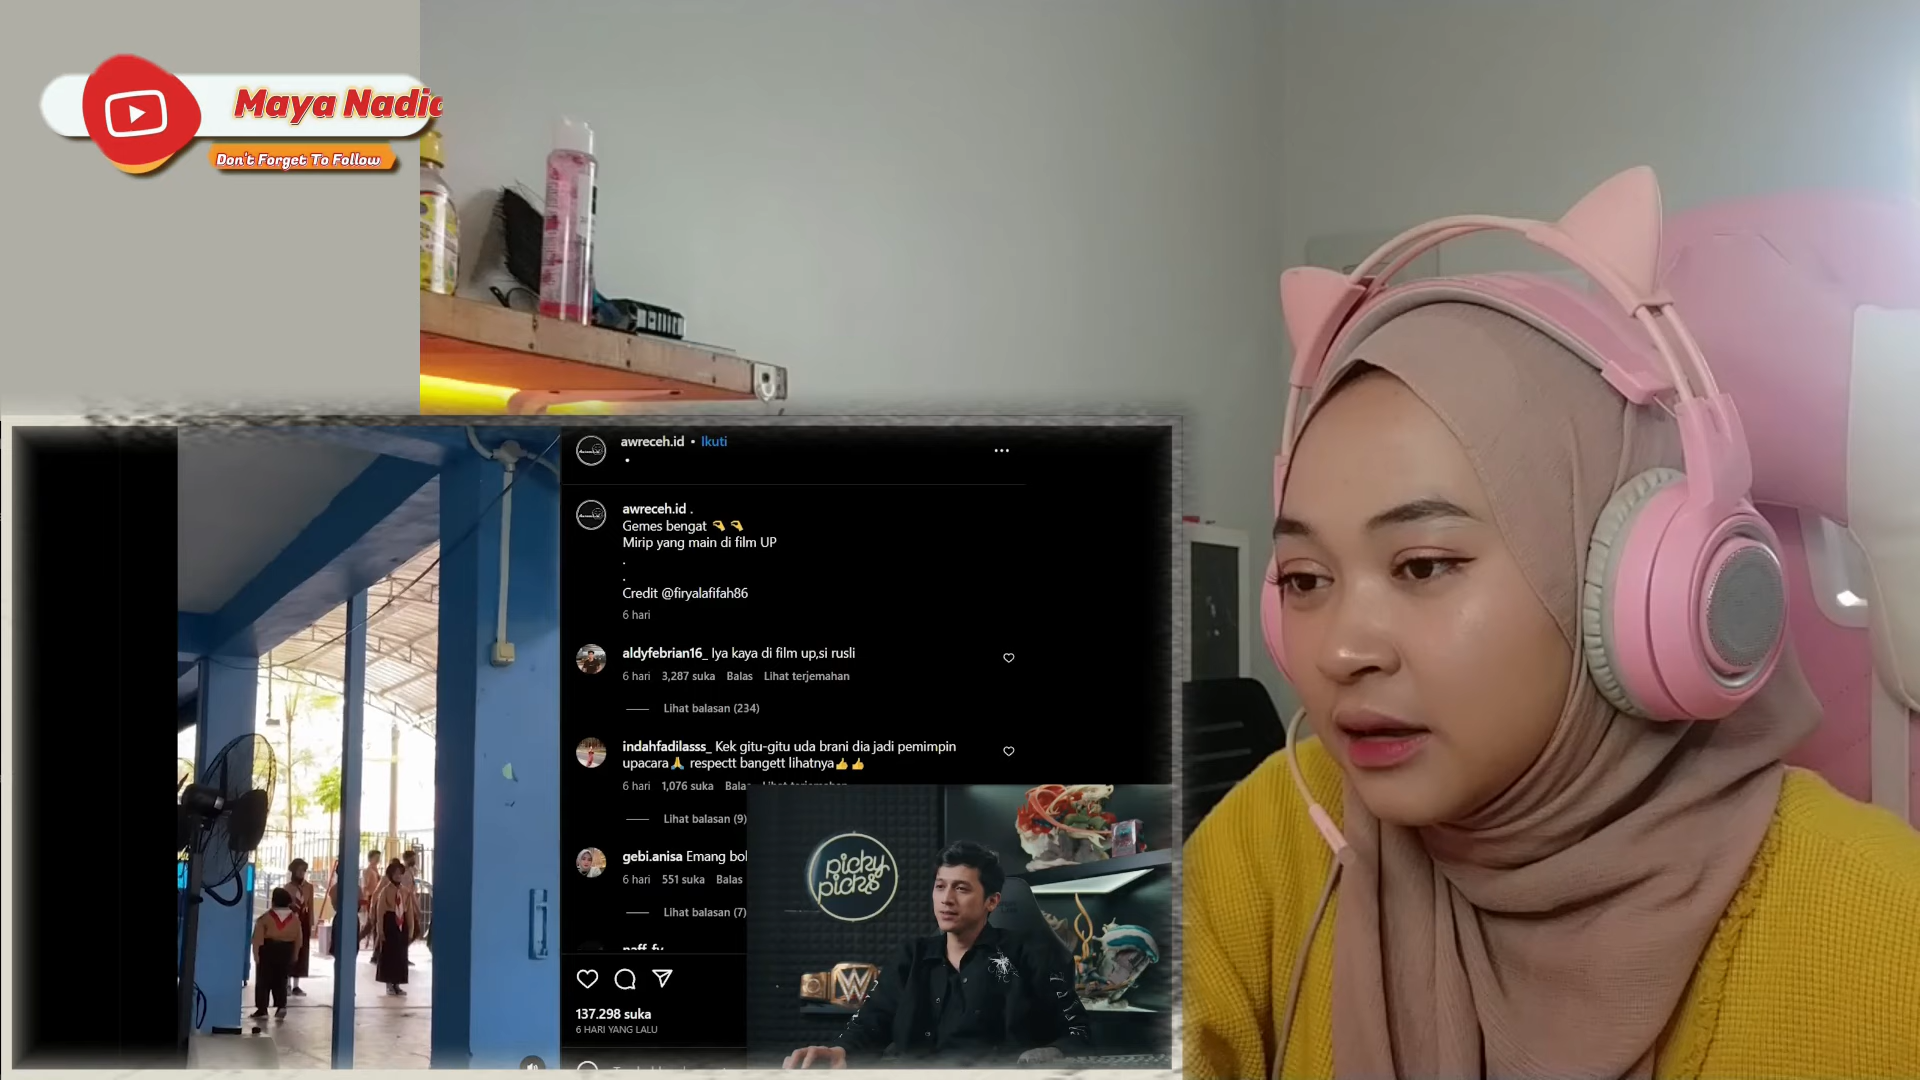 Maya Nadia
Don't Forget To Follow
awreceh.id • Ikuti
awreceh.id .
Gemes bengat 👈 👈
Mirip yang main di film UP
.
.
Credit @firyalafifah86
6 hari
aldyfebrian16_ Iya kaya di film up,si rusli
6 hari 3,287 suka Balas Lihat terjemahan
Lihat balasan (234)
indahfadilasss_ Kek gitu-gitu uda brani dia jadi pemimpin
upacara🙏 respectt bangett lihatnya👍👍
6 hari 1,076 suka Balas Lihat terjemahan
Lihat balasan (9)
gebi.anisa Emang
6 hari 551 suka Balas
Lihat balasan (7)
137.298 suka
6 HARI YANG LALU
picky
picks
W